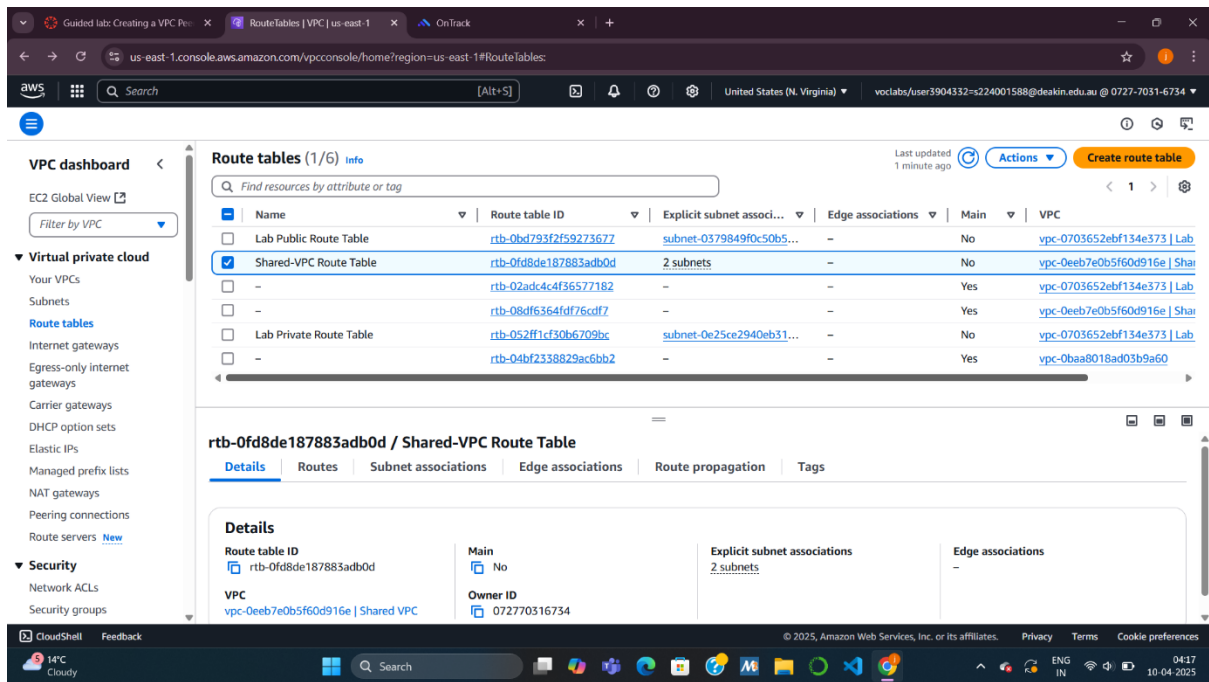 Guided lab: Creating a VPC Pee
RouteTables | VPC | us-east-1
OnTrack
us-east-1.console.aws.amazon.com/vpcconsole/home?region=us-east-1#RouteTables:
aws
Search
[Alt+S]
United States (N. Virginia) ▼
voclabs/user3904332=s224001588@deakin.edu.au @ 0727-7031-6734 ▼
VPC dashboard
EC2 Global View
Filter by VPC
Virtual private cloud
Your VPCs
Subnets
Route tables
Internet gateways
Egress-only internet
gateways
Carrier gateways
DHCP option sets
Elastic IPs
Managed prefix lists
NAT gateways
Peering connections
Route servers New
Security
Network ACLs
Security groups
Route tables (1/6) Info
Last updated
1 minute ago
Actions ▼
Create route table
Find resources by attribute or tag
1
Name Route table ID Explicit subnet associ... Edge associations Main VPC
Lab Public Route Table rtb-0bd793f2f59273677 subnet-0379849f0c50b5... – No vpc-0703652ebf134e373 | Lab
Shared-VPC Route Table rtb-0fd8de187883adb0d 2 subnets – No vpc-0eeb7e0b5f60d916e | Shar
– rtb-02adc4c4f36577182 – – Yes vpc-0703652ebf134e373 | Lab
– rtb-08df6364fdf76cdf7 – – Yes vpc-0eeb7e0b5f60d916e | Shar
Lab Private Route Table rtb-052ff1cf30b6709bc subnet-0e25ce2940eb31... – No vpc-0703652ebf134e373 | Lab
– rtb-04bf2338829ac6bb2 – – Yes vpc-0baa8018ad03b9a60
rtb-0fd8de187883adb0d / Shared-VPC Route Table
Details Routes Subnet associations Edge associations Route propagation Tags
Details
Route table ID
rtb-0fd8de187883adb0d
Main
No
Explicit subnet associations
2 subnets
Edge associations
–
VPC
vpc-0eeb7e0b5f60d916e | Shared VPC
Owner ID
072770316734
CloudShell Feedback
© 2025, Amazon Web Services, Inc. or its affiliates. Privacy Terms Cookie preferences
5
14°C
Cloudy
Search
ENG
IN
04:17
10-04-2025